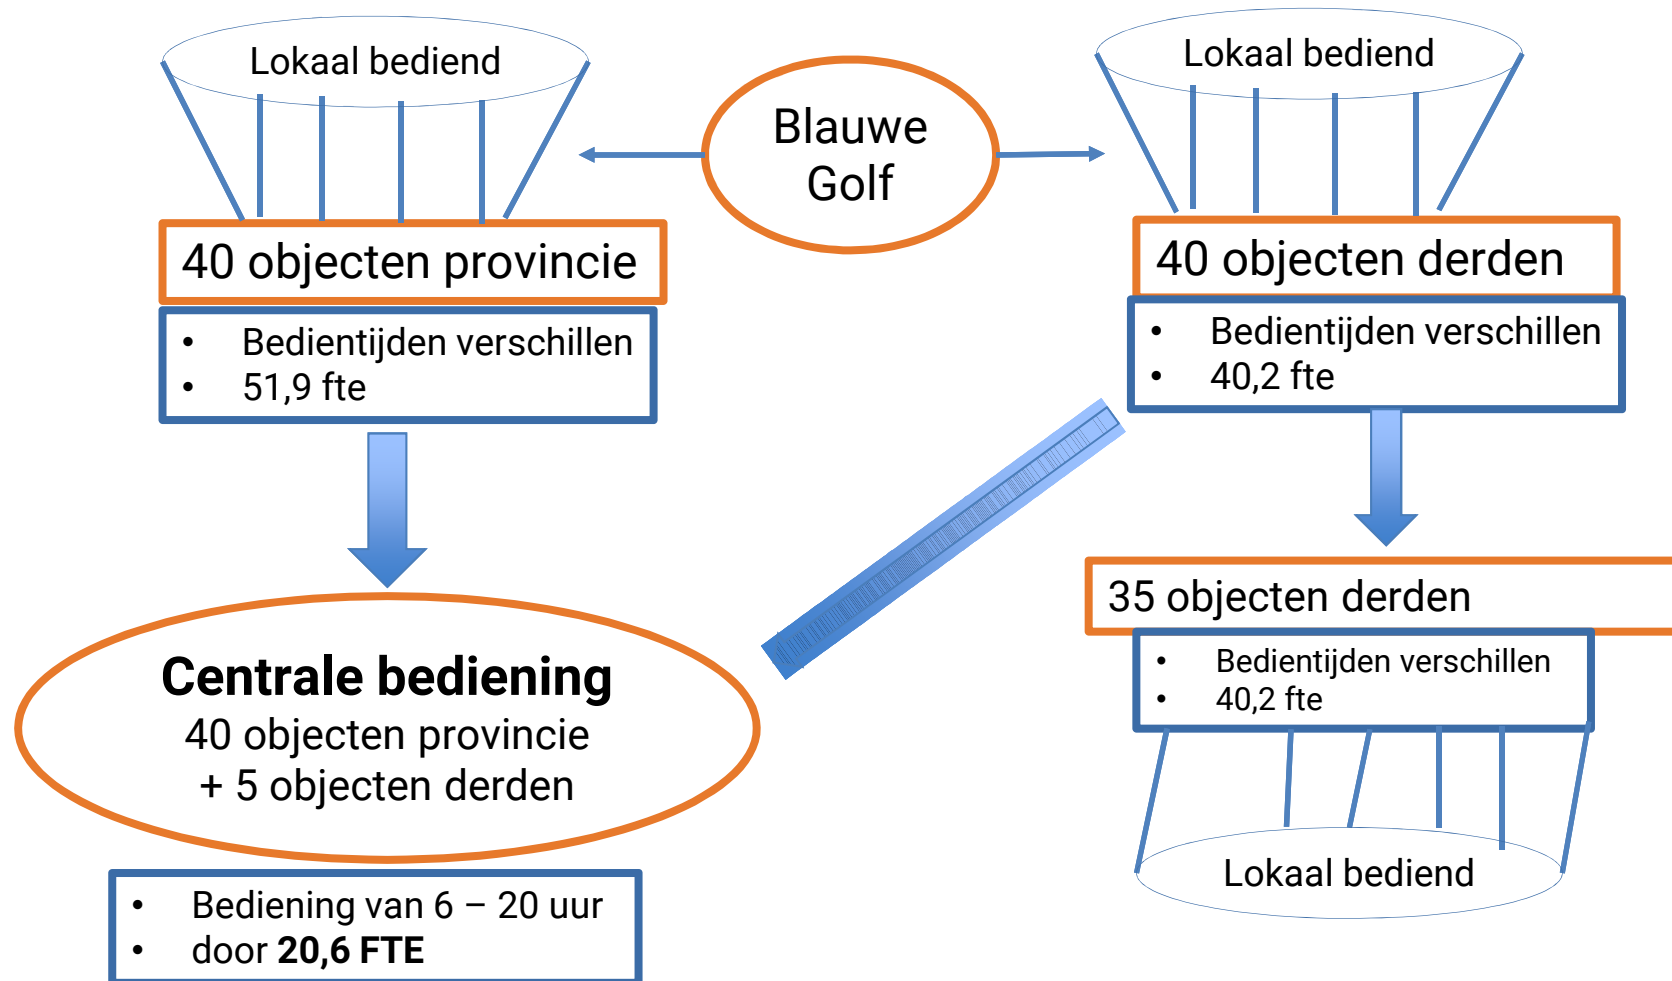 Lokaal bediend
Lokaal bediend
Blauwe
Golf
40 objecten provincie
• Bedientijden verschillen
• 51,9 fte
40 objecten derden
• Bedientijden verschillen
• 40,2 fte
Centrale bediening
40 objecten provincie
+ 5 objecten derden
• Bediening van 6 – 20 uur
• door 20,6 FTE
35 objecten derden
• Bedientijden verschillen
• 40,2 fte
Lokaal bediend